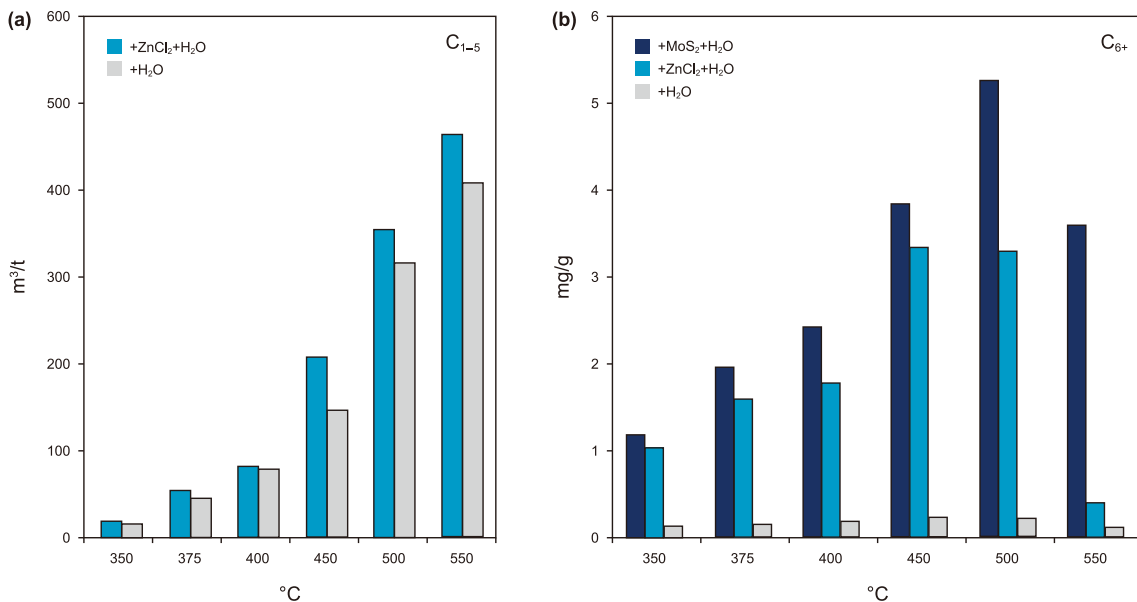 (a)
600
500
400
300
200
100
0
m³/t
+ZnCl₂+H₂O
+H₂O
C₁₋₅
350 375 400 450 500 550
°C
(b)
6
5
4
3
2
1
0
mg/g
+MoS₂+H₂O
+ZnCl₂+H₂O
+H₂O
C₆₊
350 375 400 450 500 550
°C